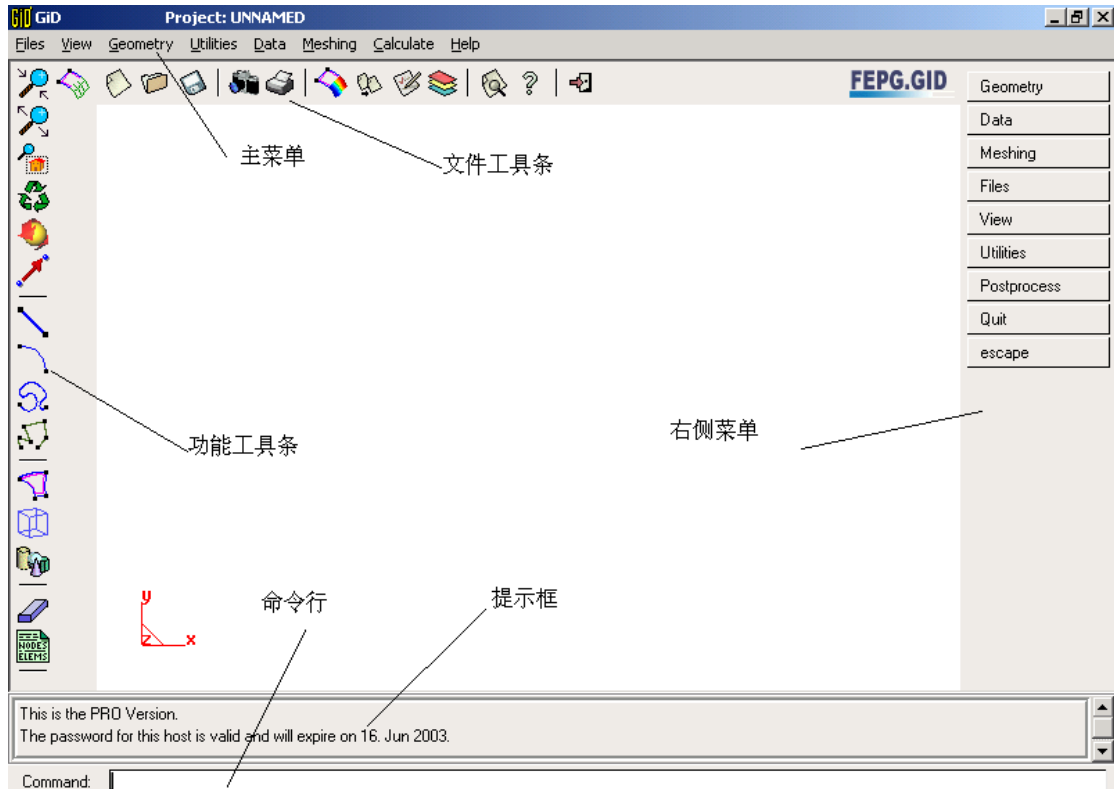 GiD GiD Project: UNNAMED
Files View Geometry Utilities Data Meshing Calculate Help
FEPG.GID
Geometry
Data
Meshing
Files
View
Utilities
Postprocess
Quit
escape
主菜单
文件工具条
功能工具条
右侧菜单
命令行
提示框
y
z x
NODES
ELEMS
This is the PRO Version.
The password for this host is valid and will expire on 16. Jun 2003.
Command: